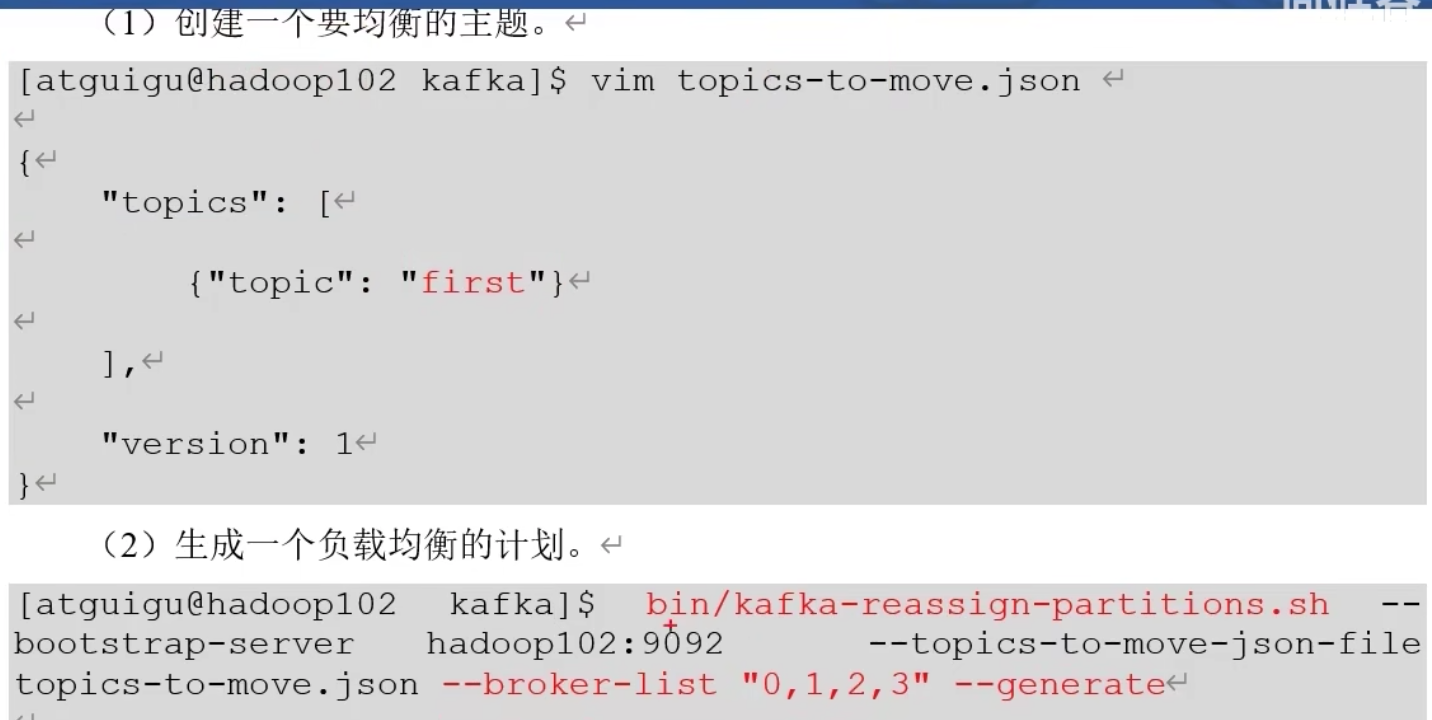 （1）创建一个要均衡的主题。
[atguigu@hadoop102 kafka]$ vim topics-to-move.json
{
"topics": [
{"topic": "first"}
],
"version": 1
}
（2）生成一个负载均衡的计划。
[atguigu@hadoop102 kafka]$ bin/kafka-reassign-partitions.sh --
bootstrap-server hadoop102:9092 --topics-to-move-json-file
topics-to-move.json --broker-list "0,1,2,3" --generate